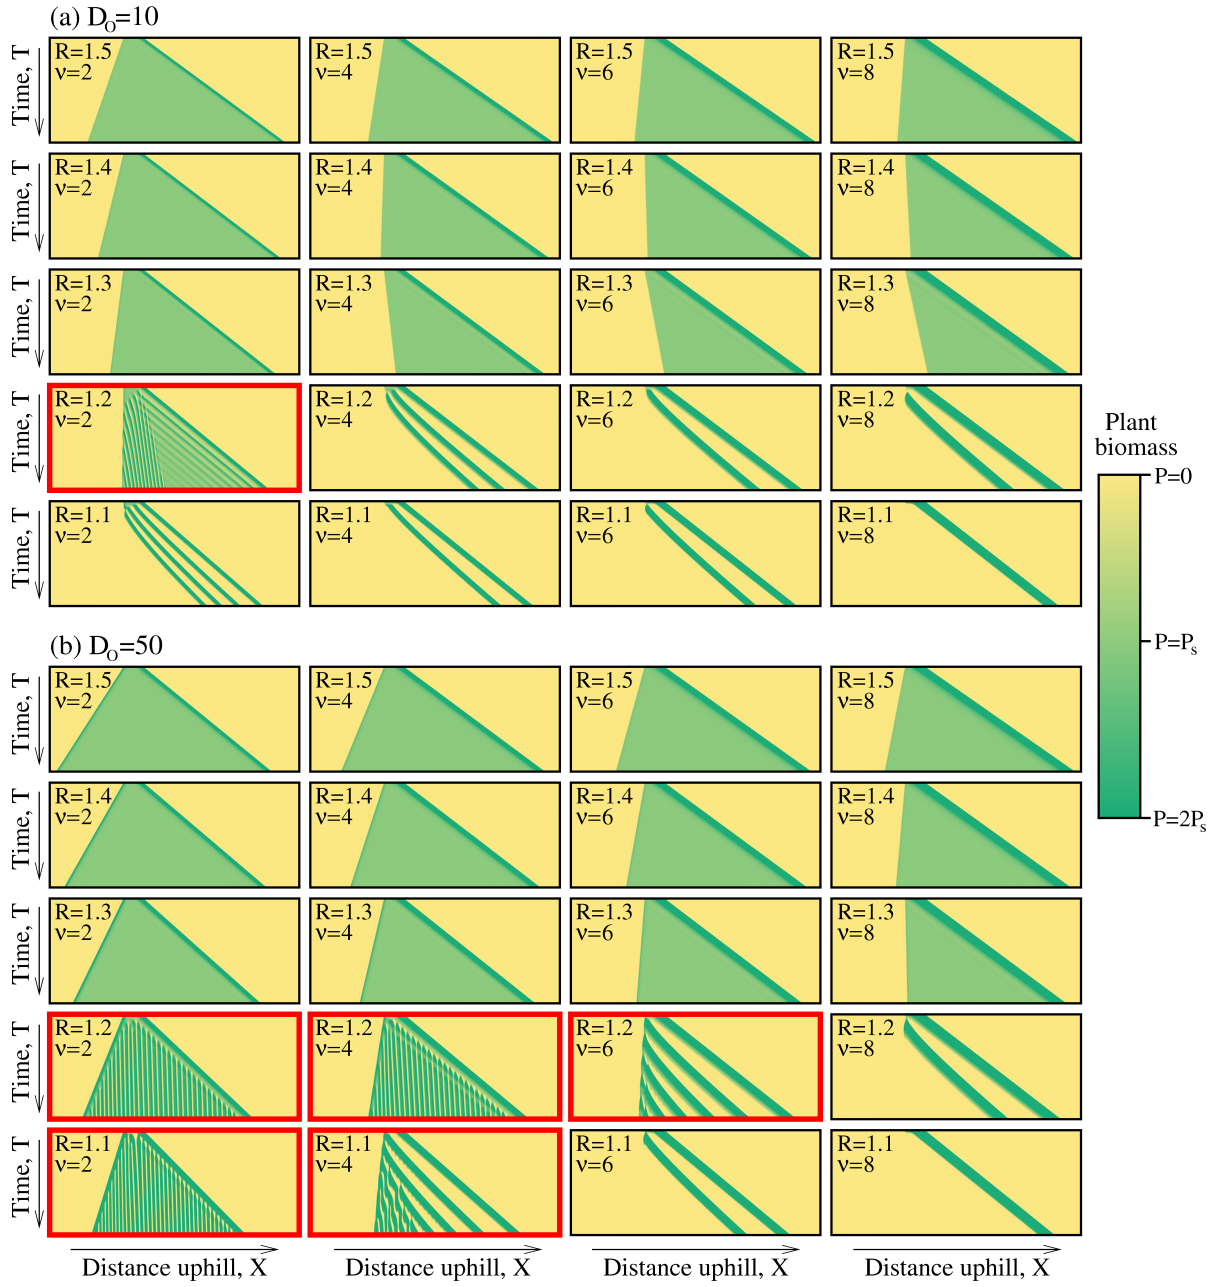 (a) D_O=10
Time, T
R=1.5
ν=2
R=1.5
ν=4
R=1.5
ν=6
R=1.5
ν=8
Time, T
R=1.4
ν=2
R=1.4
ν=4
R=1.4
ν=6
R=1.4
ν=8
Time, T
R=1.3
ν=2
R=1.3
ν=4
R=1.3
ν=6
R=1.3
ν=8
Time, T
R=1.2
ν=2
R=1.2
ν=4
R=1.2
ν=6
R=1.2
ν=8
Time, T
R=1.1
ν=2
R=1.1
ν=4
R=1.1
ν=6
R=1.1
ν=8
(b) D_O=50
Time, T
R=1.5
ν=2
R=1.5
ν=4
R=1.5
ν=6
R=1.5
ν=8
Time, T
R=1.4
ν=2
R=1.4
ν=4
R=1.4
ν=6
R=1.4
ν=8
Time, T
R=1.3
ν=2
R=1.3
ν=4
R=1.3
ν=6
R=1.3
ν=8
Time, T
R=1.2
ν=2
R=1.2
ν=4
R=1.2
ν=6
R=1.2
ν=8
Time, T
R=1.1
ν=2
R=1.1
ν=4
R=1.1
ν=6
R=1.1
ν=8
Distance uphill, X
Distance uphill, X
Distance uphill, X
Distance uphill, X
Plant
biomass
P=0
P=P_s
P=2P_s